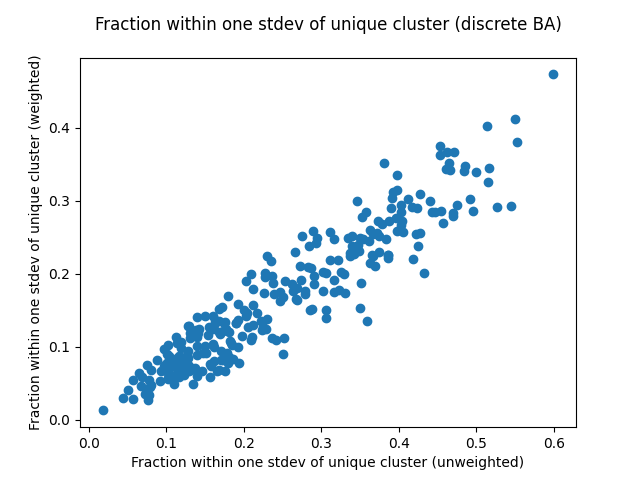 Fraction within one stdev of unique cluster (discrete BA)
Fraction within one stdev of unique cluster (weighted)
0.4
0.3
0.2
0.1
0.0
0.0 0.1 0.2 0.3 0.4 0.5 0.6
Fraction within one stdev of unique cluster (unweighted)